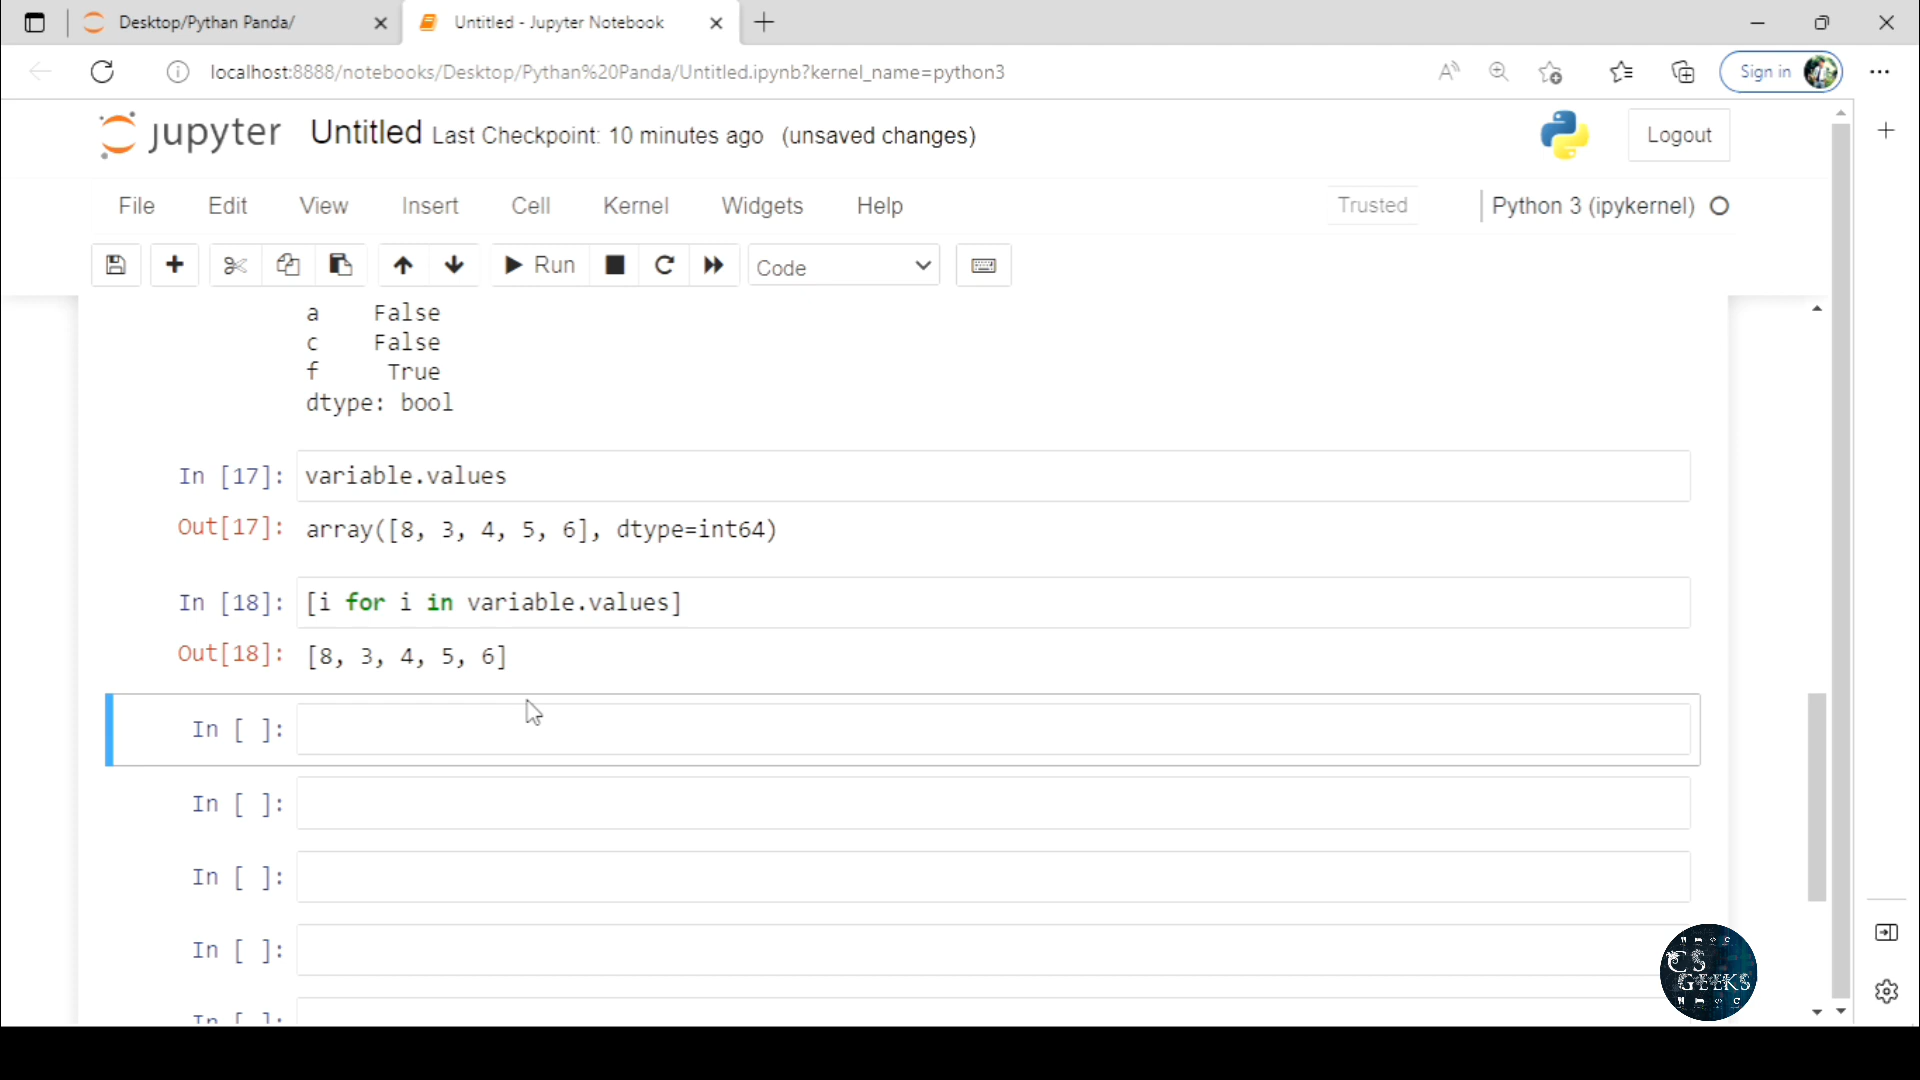 Desktop/Pythan Panda/
Untitled - Jupyter Notebook
localhost:8888/notebooks/Desktop/Pythan%20Panda/Untitled.ipynb?kernel_name=python3
Sign in
jupyter Untitled Last Checkpoint: 10 minutes ago (unsaved changes)
Logout
File Edit View Insert Cell Kernel Widgets Help
Trusted
Python 3 (ipykernel)
Run
Code
a False
c False
f True
dtype: bool
In [17]: variable.values
Out[17]: array([8, 3, 4, 5, 6], dtype=int64)
In [18]: [i for i in variable.values]
Out[18]: [8, 3, 4, 5, 6]
In [ ]:
In [ ]:
In [ ]:
In [ ]:
In [ ]:
CS
GEEKS